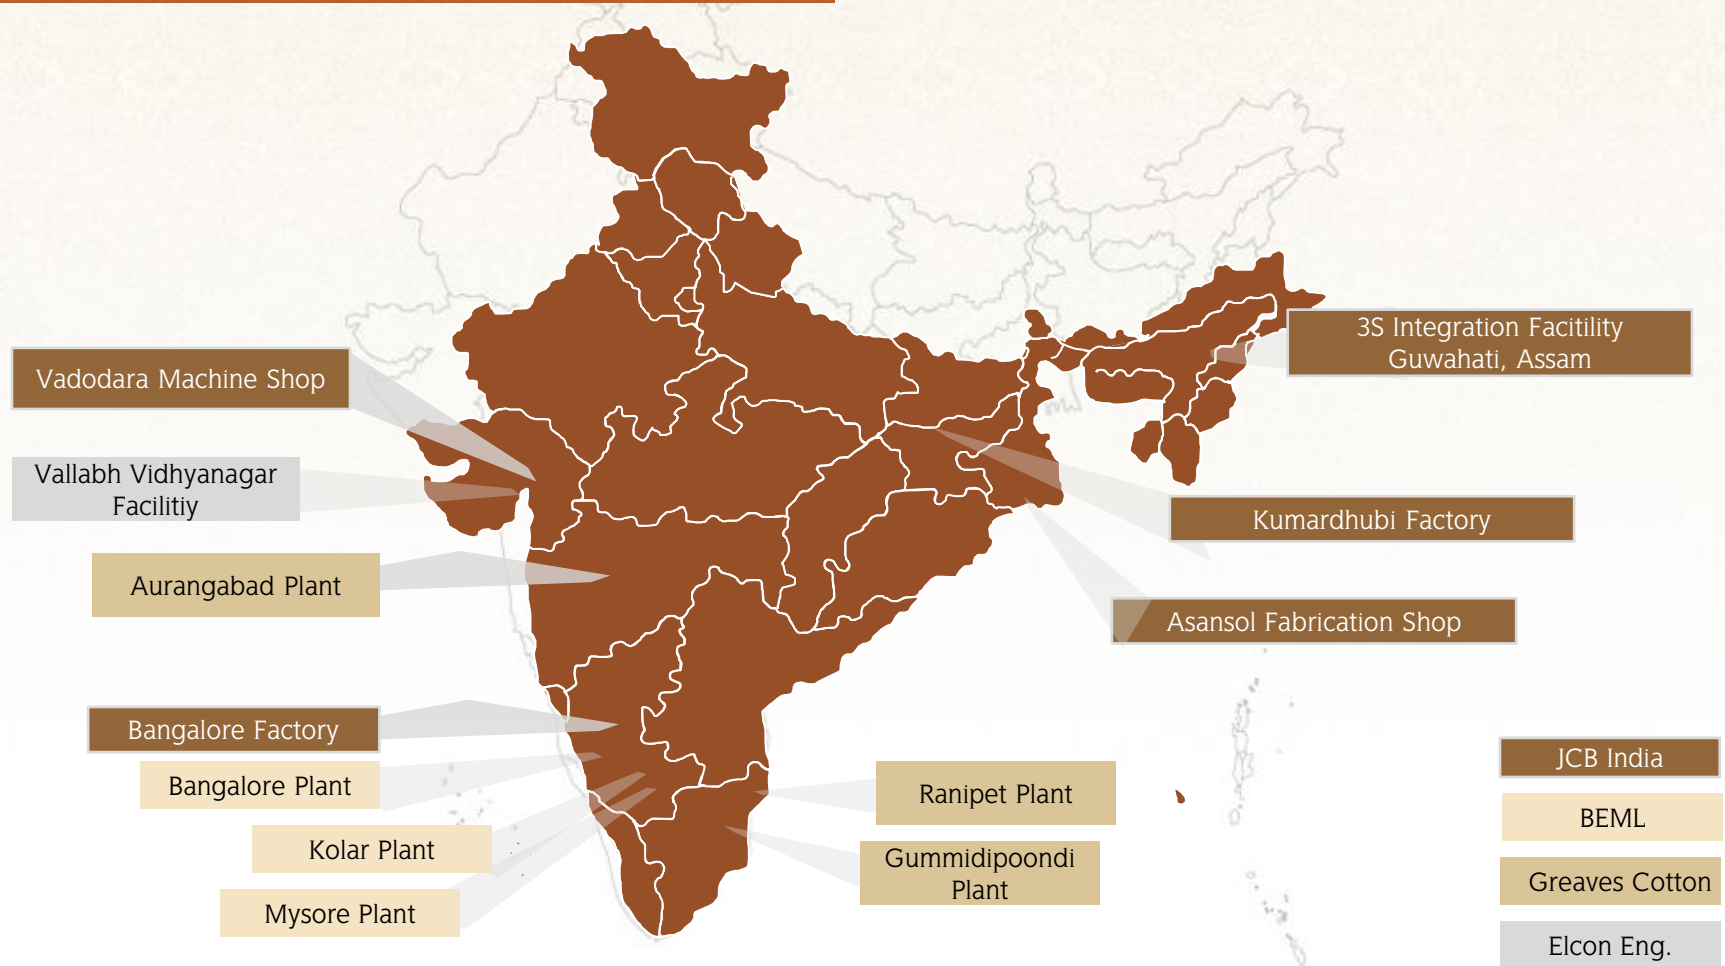 3S Integration Facitility
Guwahati, Assam
Vadodara Machine Shop
Vallabh Vidhyanagar
Facilitiy
Kumardhubi Factory
Aurangabad Plant
Asansol Fabrication Shop
Bangalore Factory
Bangalore Plant
Ranipet Plant
Kolar Plant
Gummidipoondi
Plant
Mysore Plant
JCB India
BEML
Greaves Cotton
Elcon Eng.